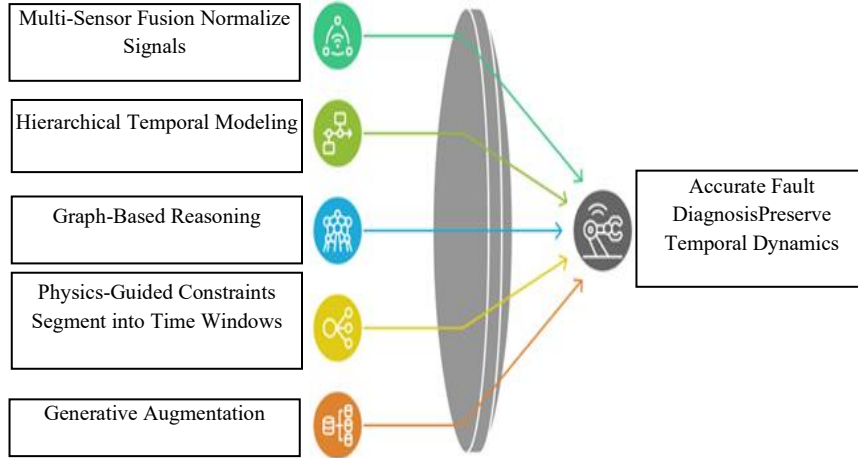 Multi-Sensor Fusion Normalize
Signals
Hierarchical Temporal Modeling
Graph-Based Reasoning
Physics-Guided Constraints
Segment into Time Windows
Generative Augmentation
Accurate Fault
DiagnosisPreserve
Temporal Dynamics